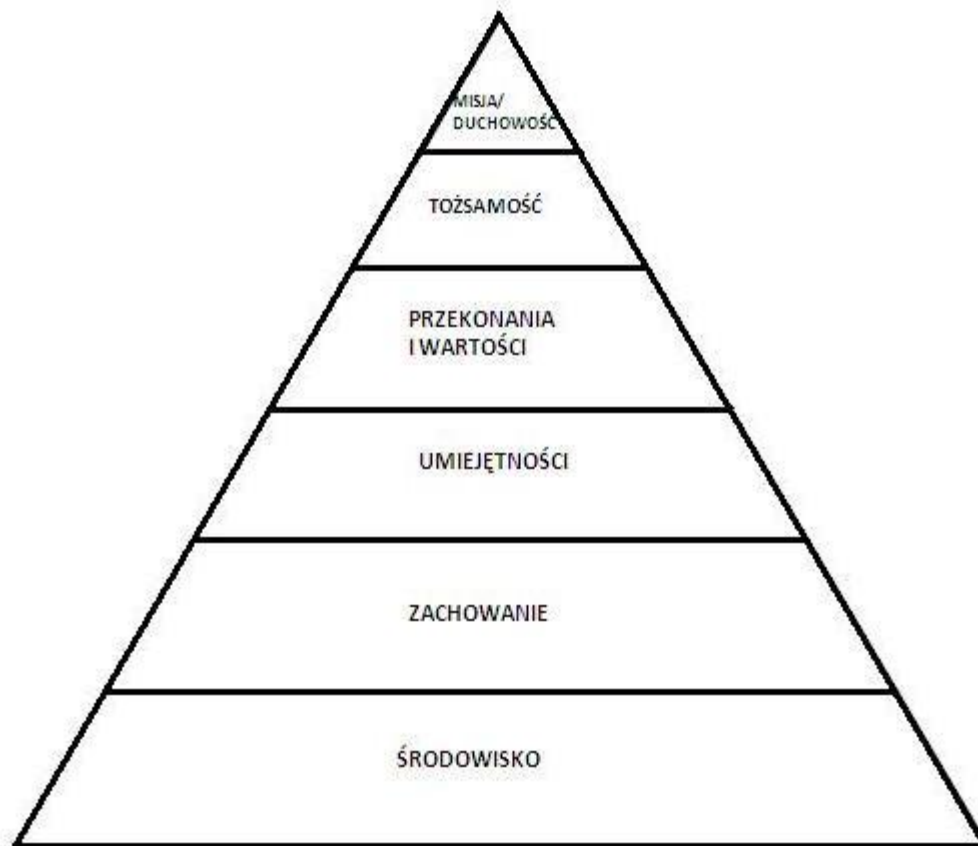 MISJA/
DUCHOWOŚĆ
TOŻSAMOŚĆ
PRZEKONANIA
I WARTOŚCI
UMIEJĘTNOŚCI
ZACHOWANIE
ŚRODOWISKO